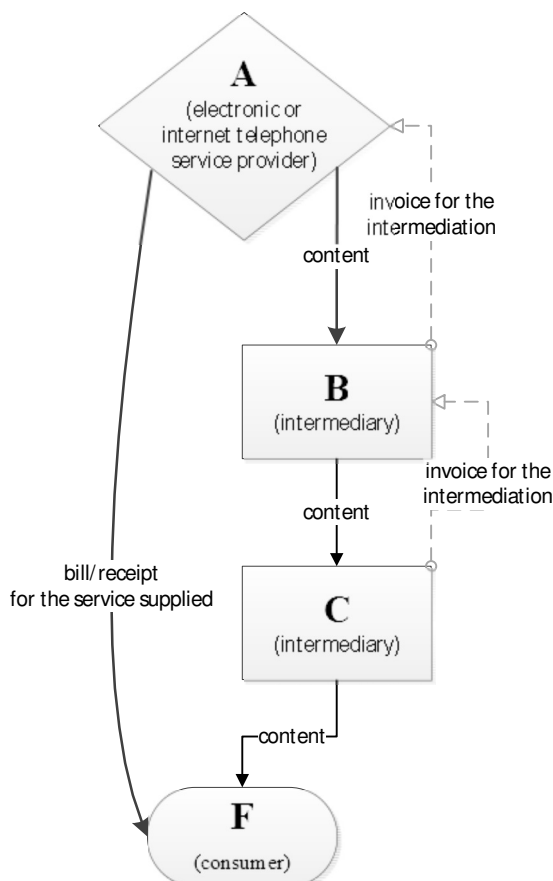 A
(electronic or
internet telephone
service provider)
invoice for the
intermediation
content
B
(intermediary)
invoice for the
intermediation
content
bill/receipt
for the service supplied
C
(intermediary)
content
F
(consumer)